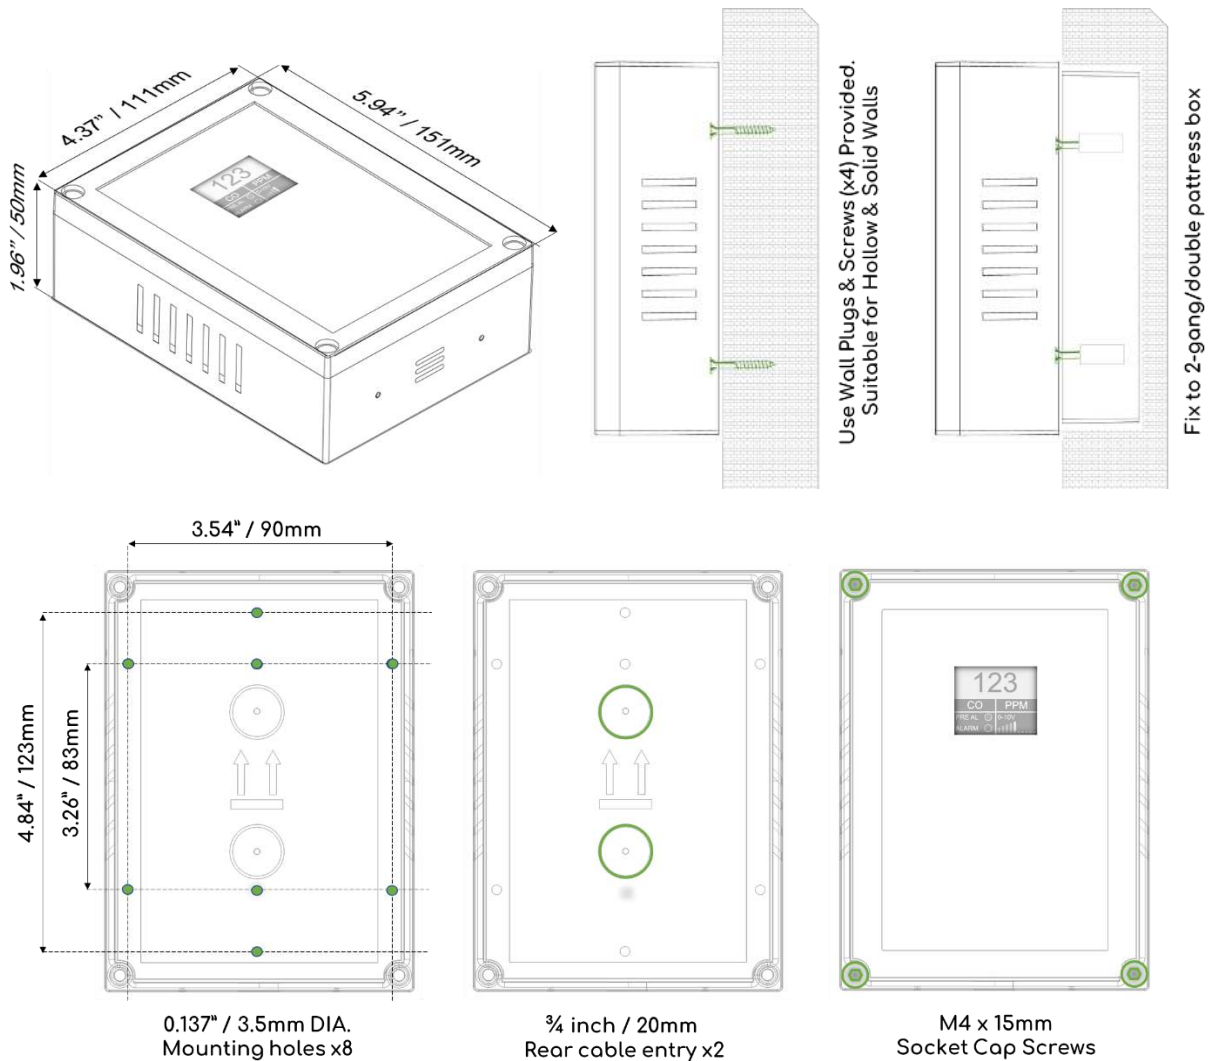 4.37” / 111mm
5.94” / 151mm
1.96” / 50mm
123
CO PPM
Use Wall Plugs & Screws (x4) Provided.
Suitable for Hollow & Solid Walls
Fix to 2-gang/double pattress box
3.54” / 90mm
4.84” / 123mm
3.26” / 83mm
123
CO PPM
PRE AL 0-10V
ALARM
0.137” / 3.5mm DIA.
Mounting holes x8
¾ inch / 20mm
Rear cable entry x2
M4 x 15mm
Socket Cap Screws